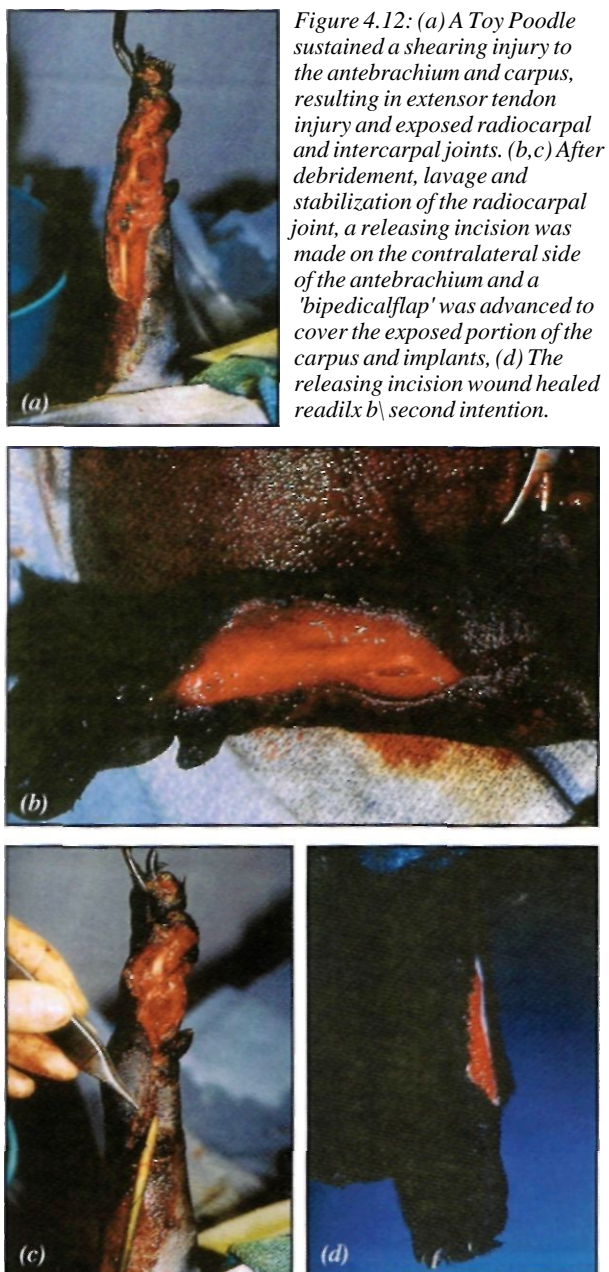 Figure 4.12: (a) A Toy Poodle
sustained a shearing injury to
the antebrachium and carpus,
resulting in extensor tendon
injury and exposed radiocarpal
and intercarpal joints. (b,c) After
debridement, lavage and
stabilization of the radiocarpal
joint, a releasing incision was
made on the contralateral side
of the antebrachium and a
'bipedicalflap' was advanced to
cover the exposed portion of the
carpus and implants, (d) The
releasing incision wound healed
readilx b\ second intention.
(a)
(b)
(c)
(d)